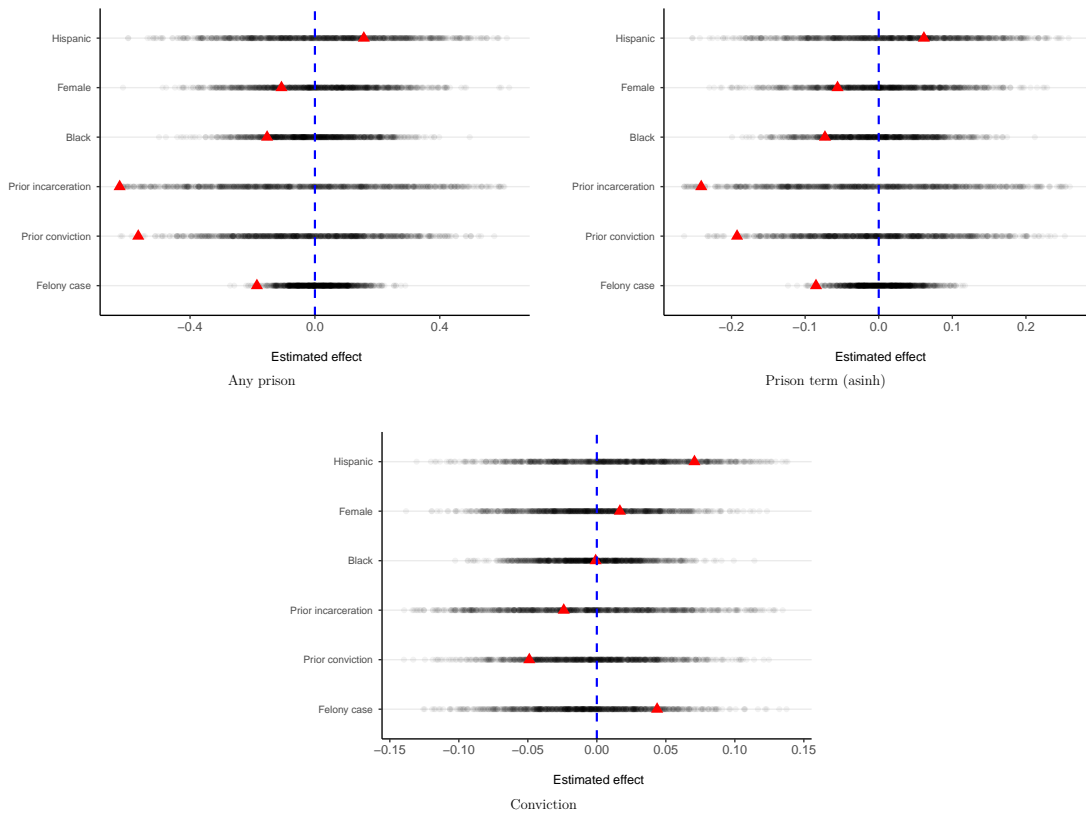 Hispanic
Female
Black
Prior incarceration
Prior conviction
Felony case
−0.4 0.0 0.4
Estimated effect
Any prison
Hispanic
Female
Black
Prior incarceration
Prior conviction
Felony case
−0.2 −0.1 0.0 0.1 0.2
Estimated effect
Prison term (asinh)
Hispanic
Female
Black
Prior incarceration
Prior conviction
Felony case
−0.15 −0.10 −0.05 0.00 0.05 0.10 0.15
Estimated effect
Conviction